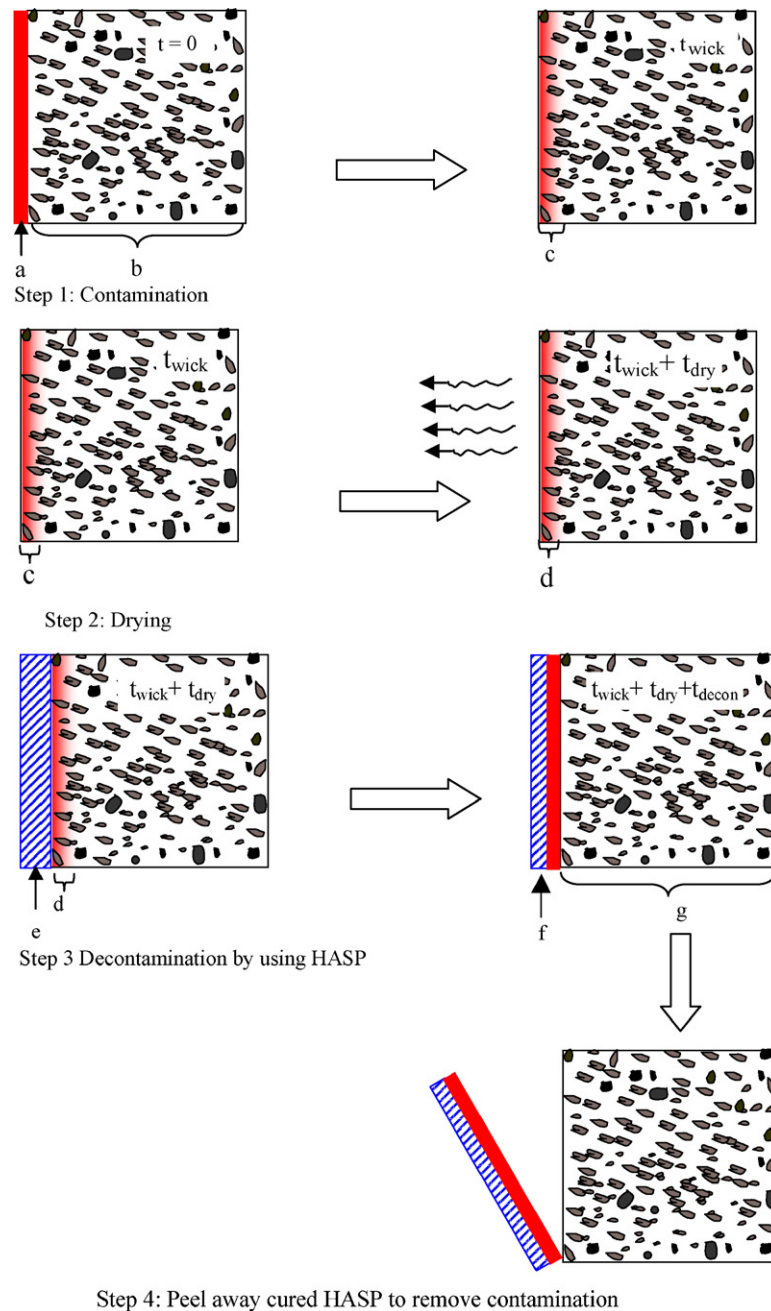 t = 0
t_wick
a
b
c
Step 1: Contamination
t_wick
t_wick + t_dry
c
d
Step 2: Drying
t_wick + t_dry
t_wick + t_dry + t_decon
d
e
f
g
Step 3 Decontamination by using HASP
Step 4: Peel away cured HASP to remove contamination